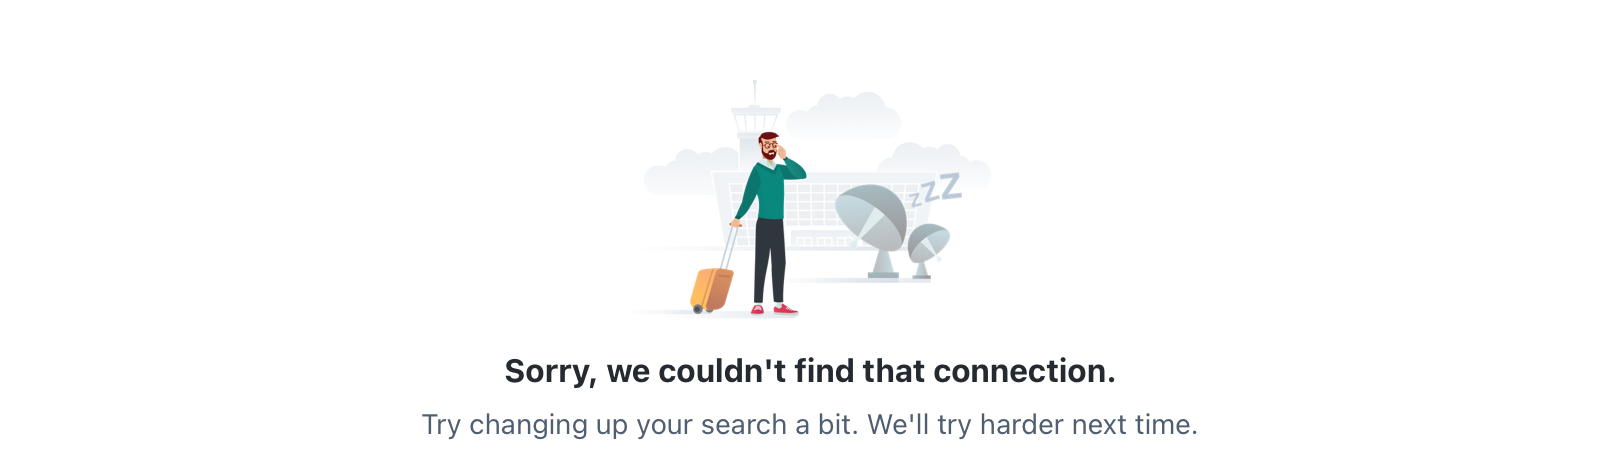 zZZ
Sorry, we couldn't find that connection.
Try changing up your search a bit. We'll try harder next time.